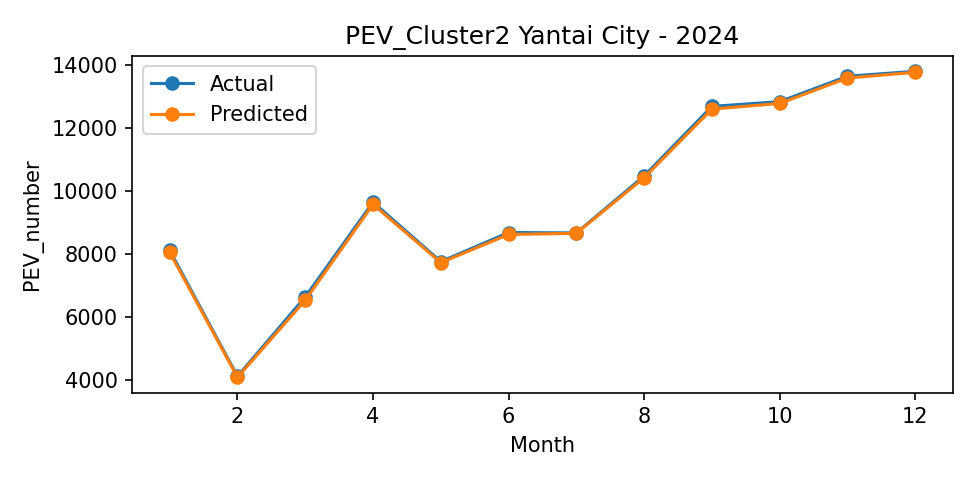 PEV_Cluster2 Yantai City - 2024
Actual
Predicted
PEV_number
14000
12000
10000
8000
6000
4000
2 4 6 8 10 12
Month